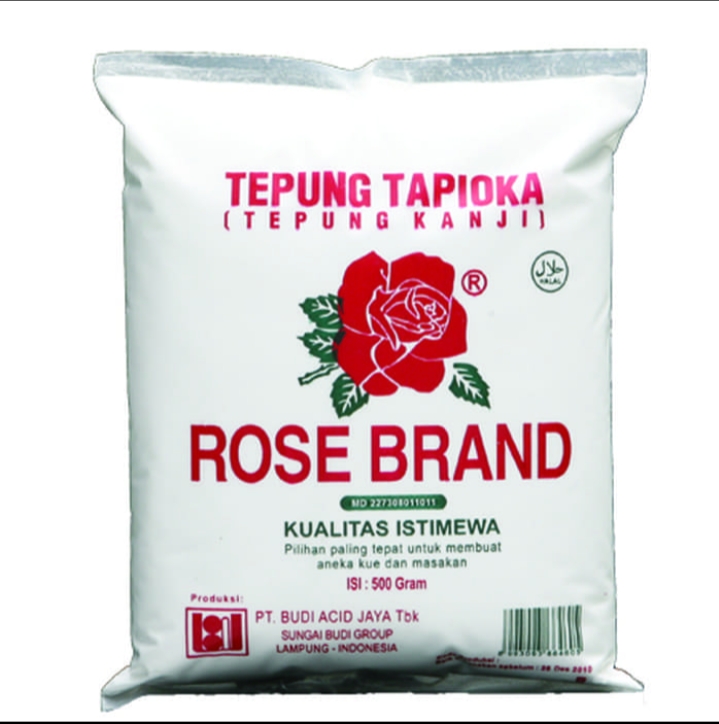 TEPUNG TAPIOKA
(TEPUNG KANJI)
®
حلال
HALAL
ROSE BRAND
MD 227308011011
KUALITAS ISTIMEWA
Pilihan paling tepat untuk membuat
aneka kue dan masakan
ISI : 500 Gram
Produksi:
PT. BUDI ACID JAYA Tbk
SUNGAI BUDI GROUP
LAMPUNG - INDONESIA